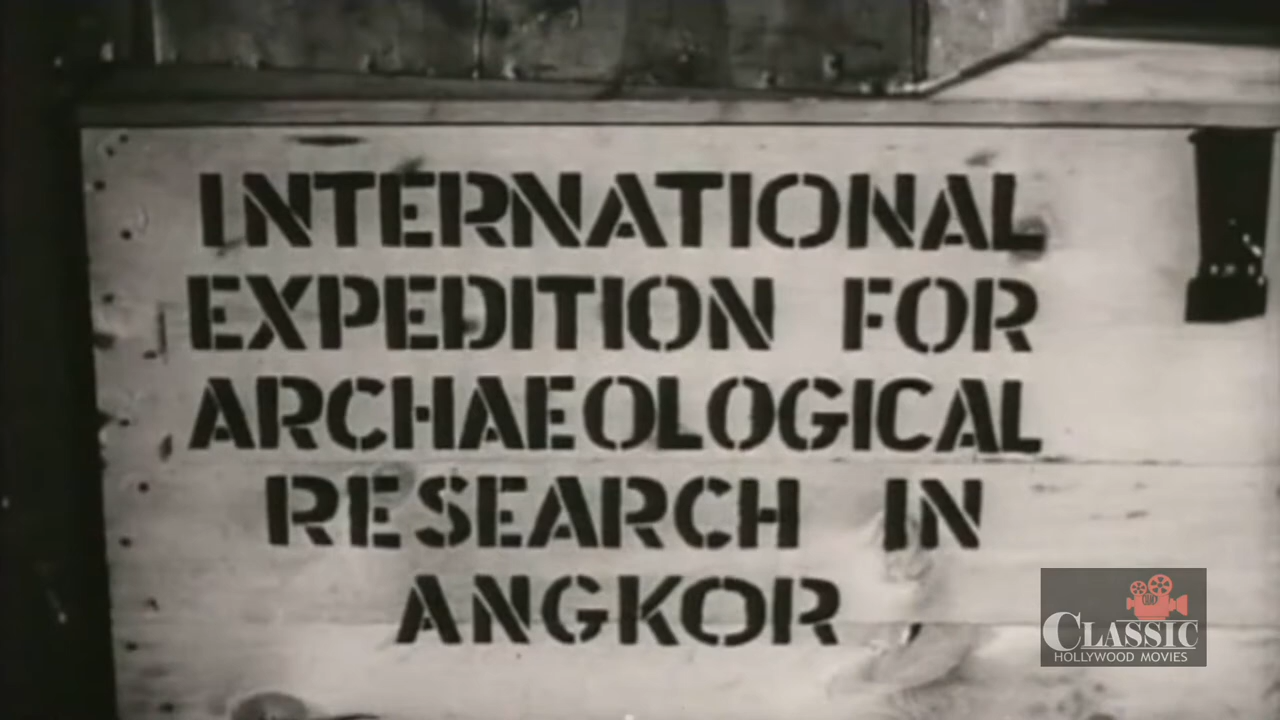 INTERNATIONAL
EXPEDITION FOR
ARCHAEOLOGICAL
RESEARCH IN
ANGKOR
CLASSIC
HOLLYWOOD MOVIES